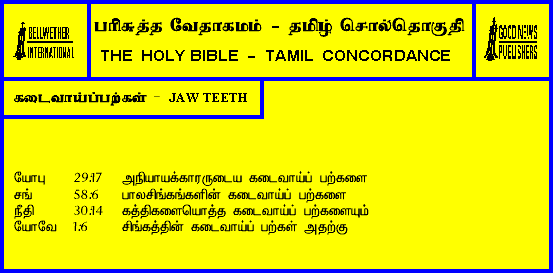 BELLWETHER
INTERNATIONAL
பரிசுத்த வேதாகமம் - தமிழ் சொல்தொகுதி
THE HOLY BIBLE - TAMIL CONCORDANCE
GOOD NEWS
PUBLISHERS
கடைவாய்ப்பற்கள் - JAW TEETH
யோபு 29:17 அநியாயக்காரருடைய கடைவாய்ப் பற்களை
சங் 58:6 பாலசிங்கங்களின் கடைவாய்ப் பற்களை
நீதி 30:14 கத்திகளையொத்த கடைவாய்ப் பற்களையும்
யோவே 1:6 சிங்கத்தின் கடைவாய்ப் பற்கள் அதற்கு